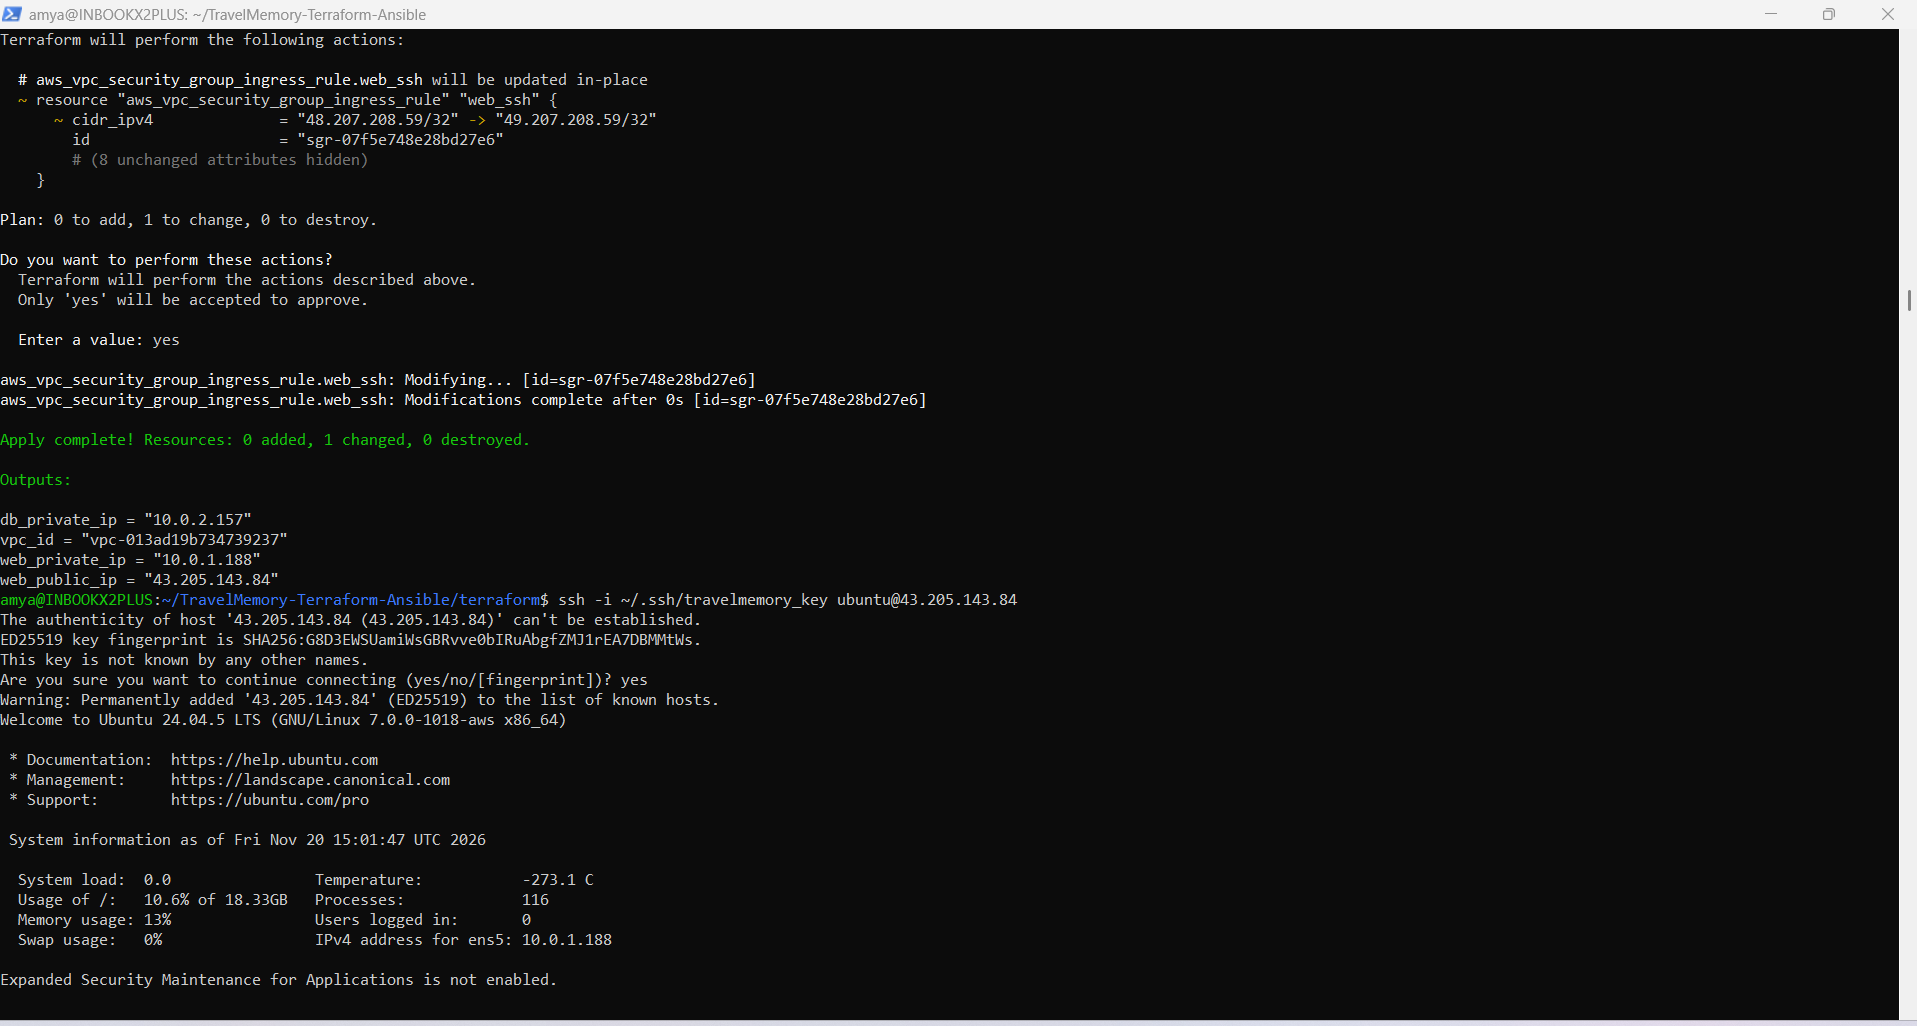 amya@INBOOKX2PLUS: ~/TravelMemory-Terraform-Ansible
Terraform will perform the following actions:
# aws_vpc_security_group_ingress_rule.web_ssh will be updated in-place
~ resource "aws_vpc_security_group_ingress_rule" "web_ssh" {
~ cidr_ipv4 = "48.207.208.59/32" -> "49.207.208.59/32"
id = "sgr-07f5e748e28bd27e6"
# (8 unchanged attributes hidden)
}
Plan: 0 to add, 1 to change, 0 to destroy.
Do you want to perform these actions?
Terraform will perform the actions described above.
Only 'yes' will be accepted to approve.
Enter a value: yes
aws_vpc_security_group_ingress_rule.web_ssh: Modifying... [id=sgr-07f5e748e28bd27e6]
aws_vpc_security_group_ingress_rule.web_ssh: Modifications complete after 0s [id=sgr-07f5e748e28bd27e6]
Apply complete! Resources: 0 added, 1 changed, 0 destroyed.
Outputs:
db_private_ip = "10.0.2.157"
vpc_id = "vpc-013ad19b734739237"
web_private_ip = "10.0.1.188"
web_public_ip = "43.205.143.84"
amya@INBOOKX2PLUS:~/TravelMemory-Terraform-Ansible/terraform$ ssh -i ~/.ssh/travelmemory_key ubuntu@43.205.143.84
The authenticity of host '43.205.143.84 (43.205.143.84)' can't be established.
ED25519 key fingerprint is SHA256:G8D3EWSUamiWsGBRvve0bIRuAbgfZMJ1rEA7DBMMtWs.
This key is not known by any other names.
Are you sure you want to continue connecting (yes/no/[fingerprint])? yes
Warning: Permanently added '43.205.143.84' (ED25519) to the list of known hosts.
Welcome to Ubuntu 24.04.5 LTS (GNU/Linux 7.0.0-1018-aws x86_64)
* Documentation: https://help.ubuntu.com
* Management: https://landscape.canonical.com
* Support: https://ubuntu.com/pro
System information as of Fri Nov 20 15:01:47 UTC 2026
System load: 0.0 Temperature: -273.1 C
Usage of /: 10.6% of 18.33GB Processes: 116
Memory usage: 13% Users logged in: 0
Swap usage: 0% IPv4 address for ens5: 10.0.1.188
Expanded Security Maintenance for Applications is not enabled.